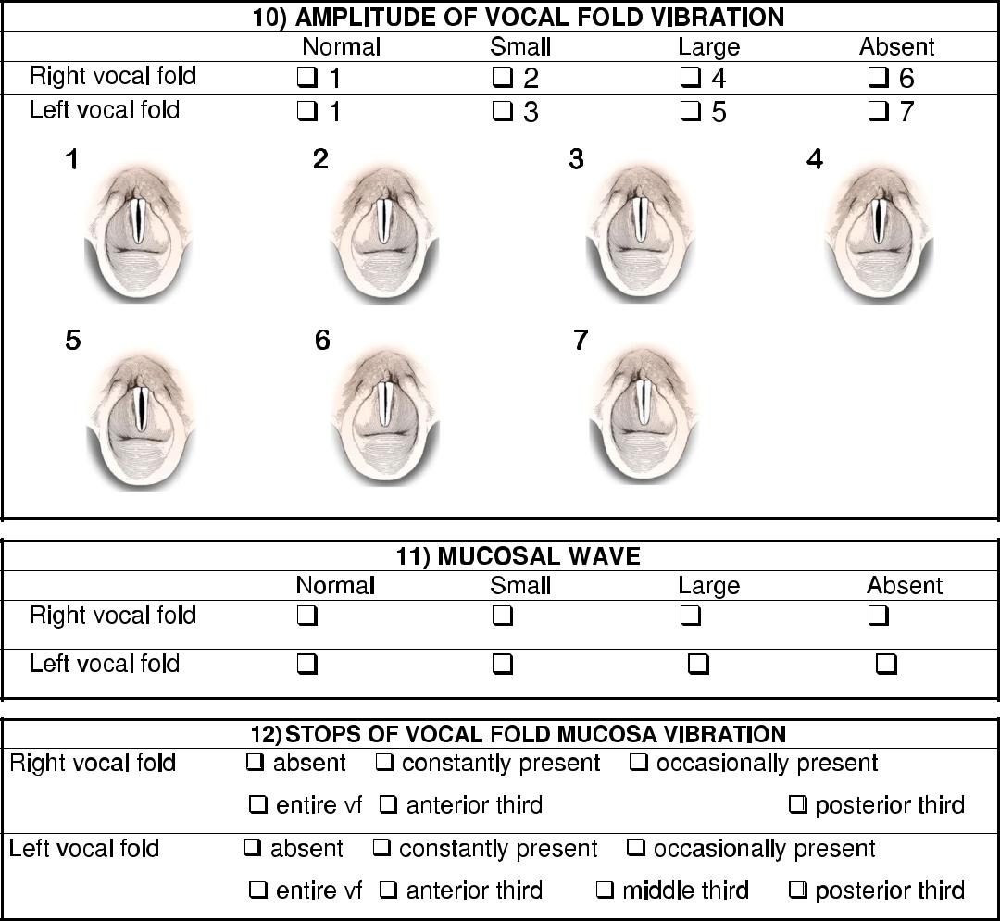 10) AMPLITUDE OF VOCAL FOLD VIBRATION
Normal Small Large Absent
Right vocal fold ❑ 1 ❑ 2 ❑ 4 ❑ 6
Left vocal fold ❑ 1 ❑ 3 ❑ 5 ❑ 7
1 2 3 4
5 6 7
11) MUCOSAL WAVE
Normal Small Large Absent
Right vocal fold ❑ ❑ ❑ ❑
Left vocal fold ❑ ❑ ❑ ❑
12) STOPS OF VOCAL FOLD MUCOSA VIBRATION
Right vocal fold ❑ absent ❑ constantly present ❑ occasionally present
❑ entire vf ❑ anterior third ❑ posterior third
Left vocal fold ❑ absent ❑ constantly present ❑ occasionally present
❑ entire vf ❑ anterior third ❑ middle third ❑ posterior third